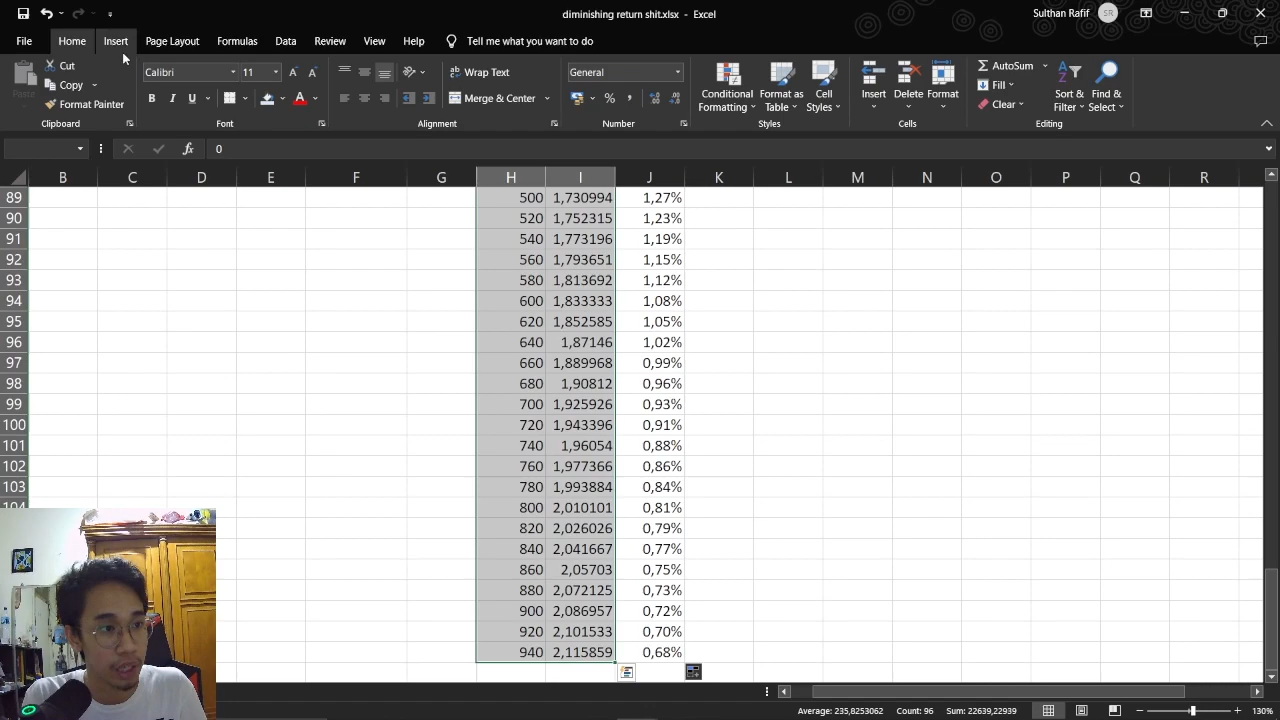 diminishing return shit.xlsx - Excel
Sulthan Rafif SR
File Home Insert Page Layout Formulas Data Review View Help Tell me what you want to do
Cut
Copy
Format Painter
Paste
Calibri 11
B I U A
Wrap Text
Merge & Center
General
% ,
Conditional Formatting
Format as Table
Cell Styles
Insert Delete Format
AutoSum
Fill
Clear
Sort & Filter
Find & Select
Clipboard Font Alignment Number Styles Cells Editing
fx 0
B C D E F G H I J K L M N O P Q R
89 500 1,730994 1,27%
90 520 1,752315 1,23%
91 540 1,773196 1,19%
92 560 1,793651 1,15%
93 580 1,813692 1,12%
94 600 1,833333 1,08%
95 620 1,852585 1,05%
96 640 1,87146 1,02%
97 660 1,889968 0,99%
98 680 1,90812 0,96%
99 700 1,925926 0,93%
100 720 1,943396 0,91%
101 740 1,96054 0,88%
102 760 1,977366 0,86%
103 780 1,993884 0,84%
104 800 2,010101 0,81%
820 2,026026 0,79%
840 2,041667 0,77%
860 2,05703 0,75%
880 2,072125 0,73%
900 2,086957 0,72%
920 2,101533 0,70%
940 2,115859 0,68%
Average: 235,8253062 Count: 96 Sum: 22639,22939 130%